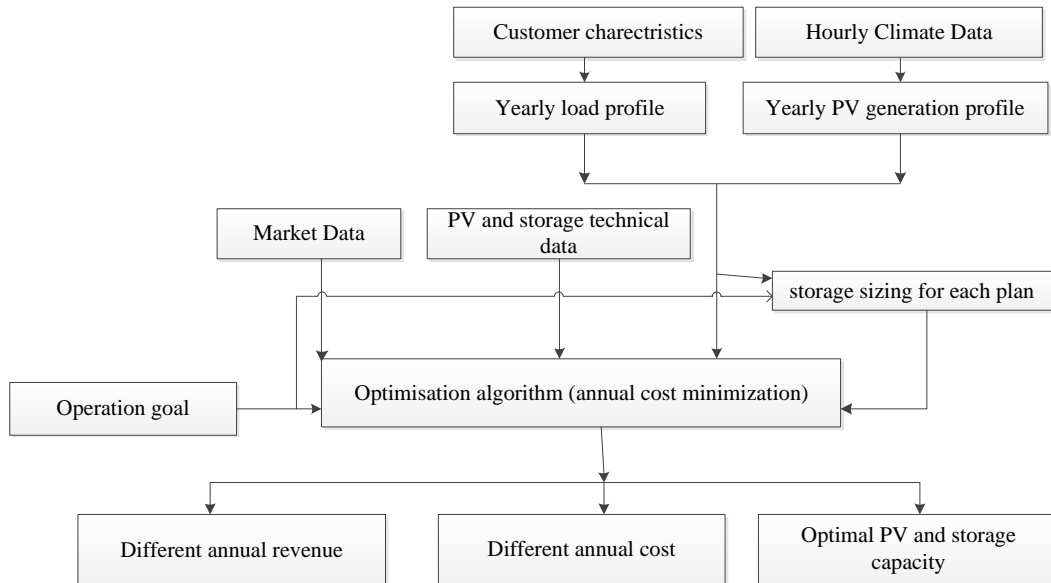 Customer charectristics
Hourly Climate Data
Yearly load profile
Yearly PV generation profile
Market Data
PV and storage technical
data
storage sizing for each plan
Optimisation algorithm (annual cost minimization)
Operation goal
Different annual revenue
Different annual cost
Optimal PV and storage
capacity